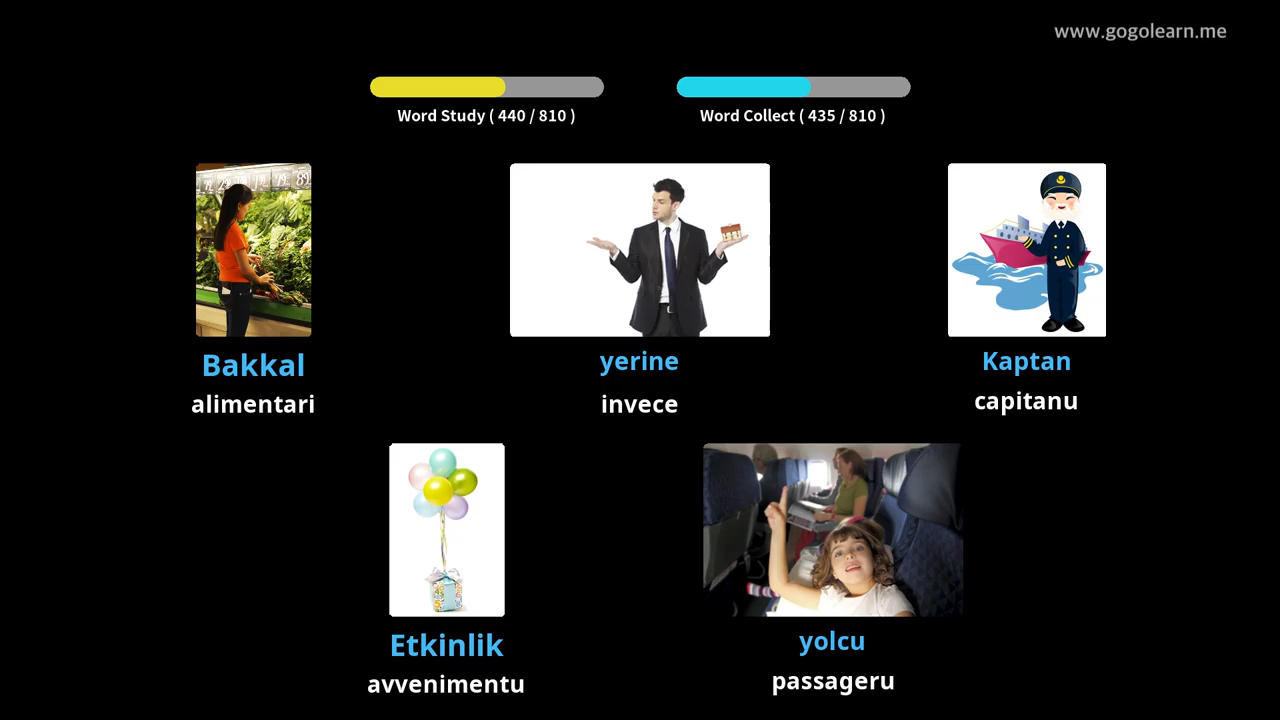 www.gogolearn.me
Word Study ( 440 / 810 )
Word Collect ( 435 / 810 )
Bakkal
alimentari
yerine
invece
Kaptan
capitanu
Etkinlik
avvenimentu
yolcu
passageru